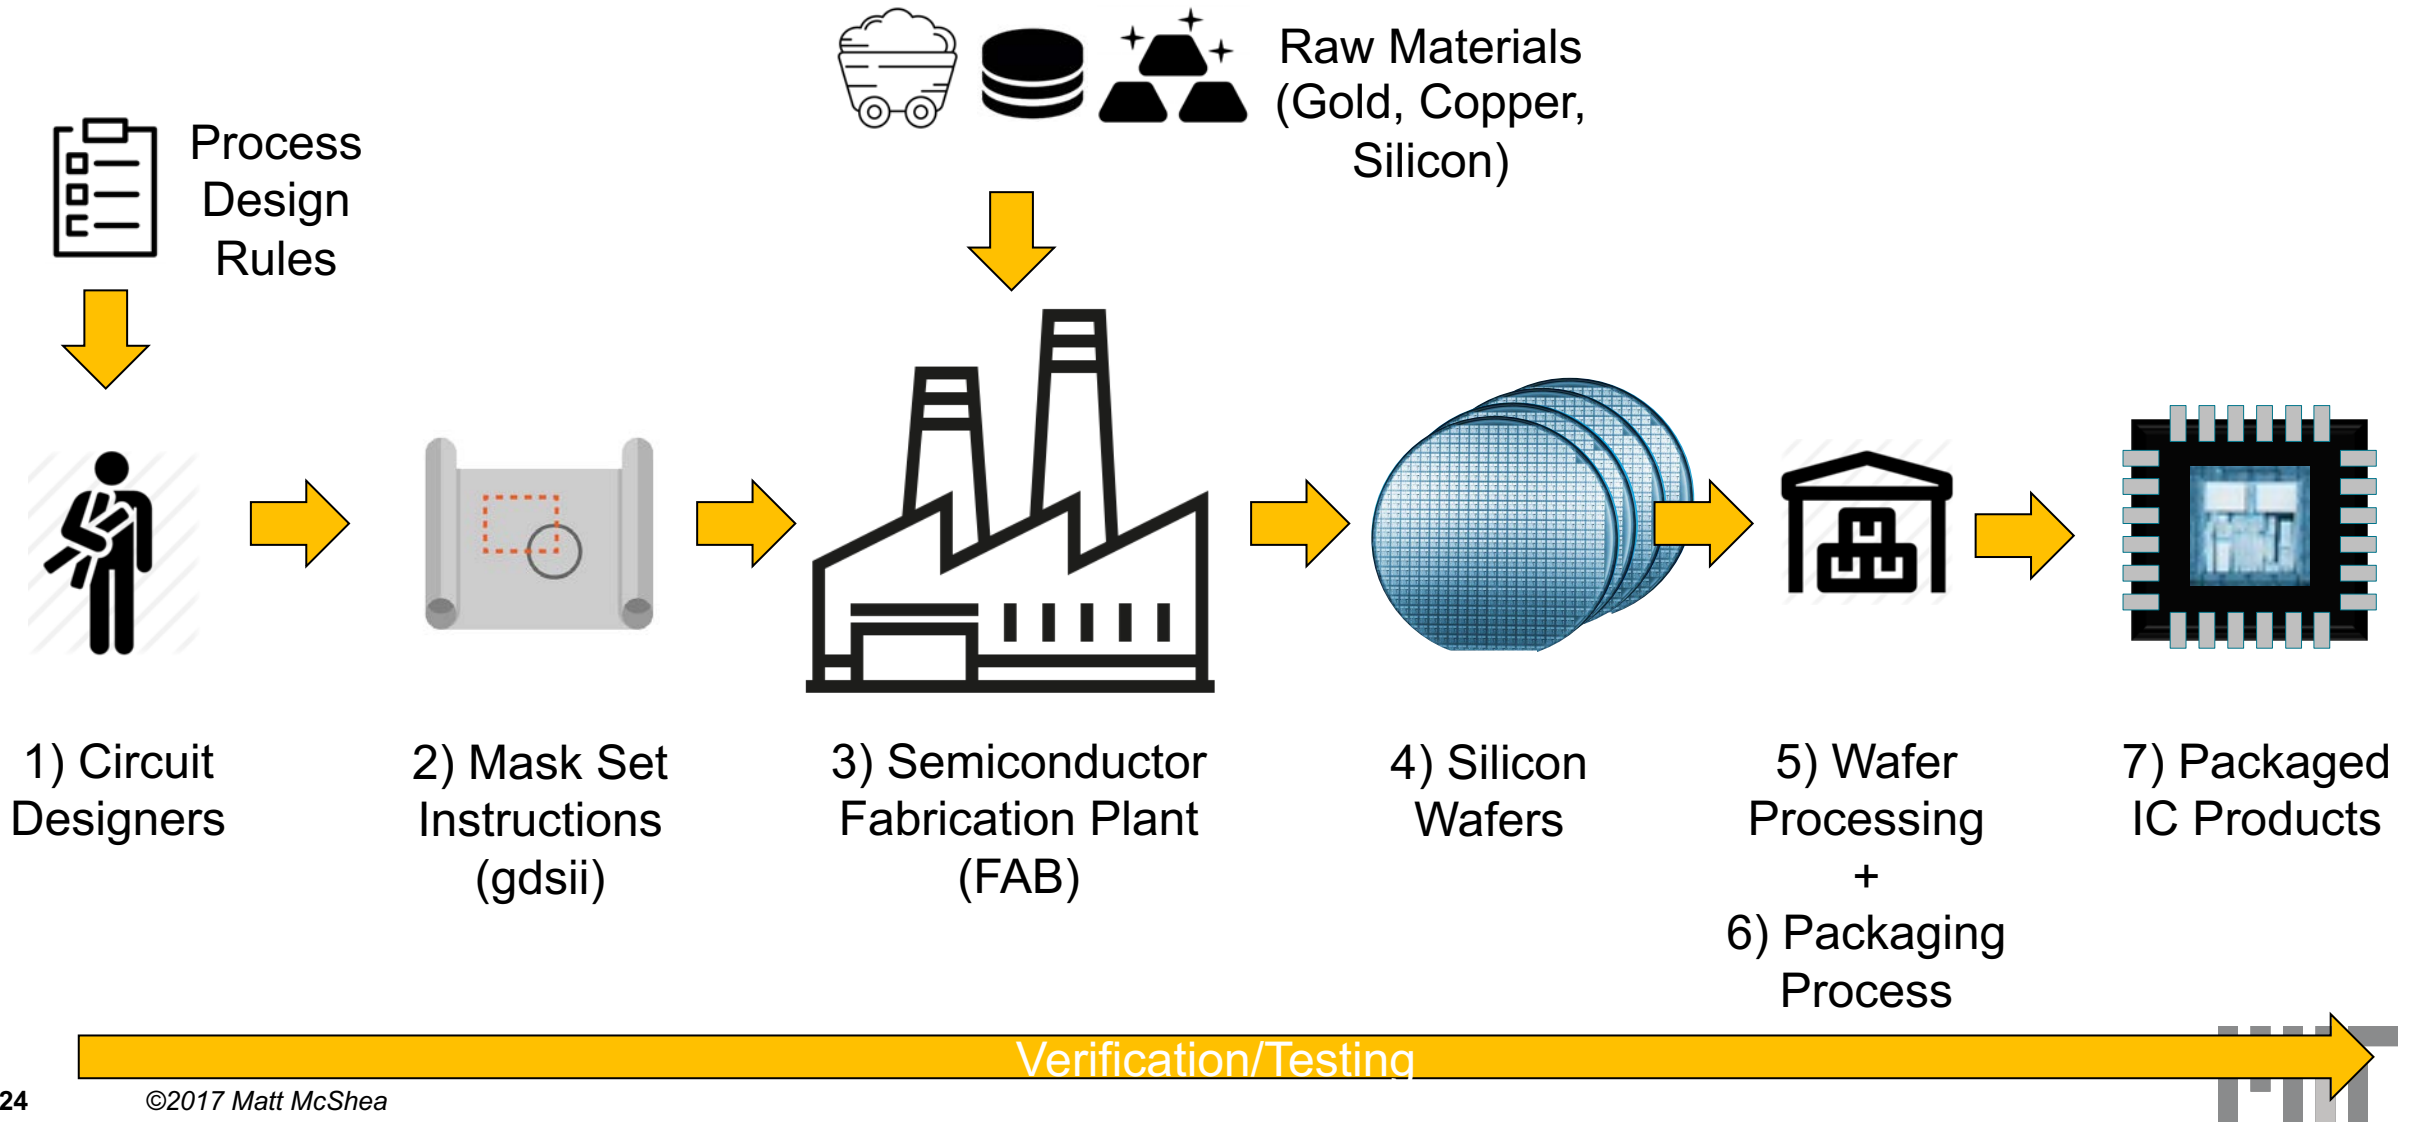 Raw Materials
(Gold, Copper,
Silicon)
Process
Design
Rules
1) Circuit
Designers
2) Mask Set
Instructions
(gdsii)
3) Semiconductor
Fabrication Plant
(FAB)
4) Silicon
Wafers
5) Wafer
Processing
+
6) Packaging
Process
7) Packaged
IC Products
Verification/Testing
24
©2017 Matt McShea